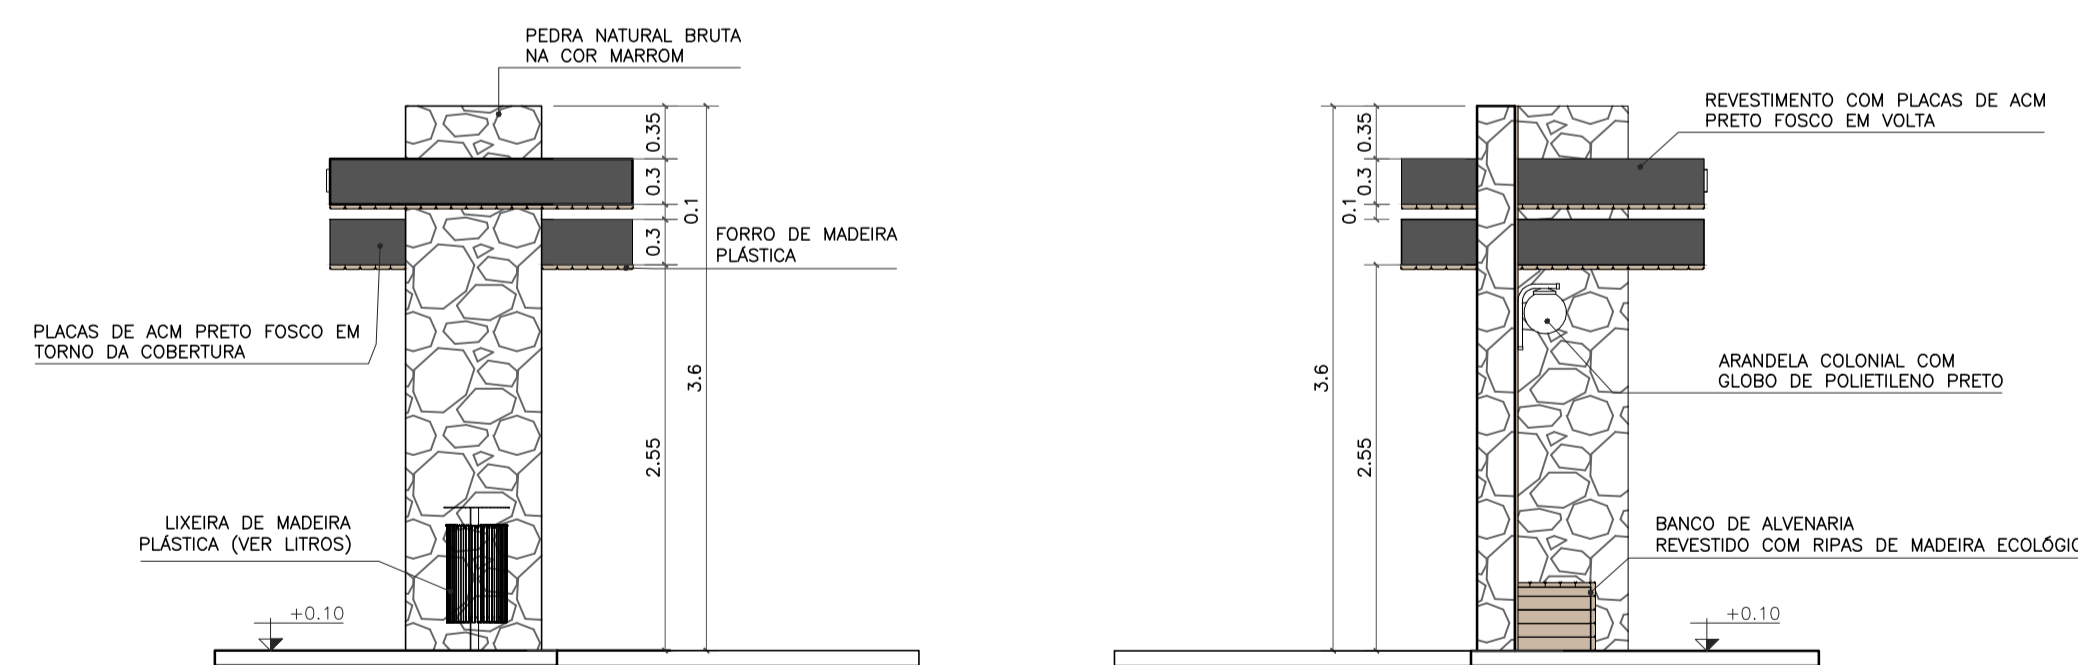 PEDRA NATURAL BRUTA
NA COR MARROM
0.35
0.3
0.1
0.3
FORRO DE MADEIRA
PLÁSTICA
PLACAS DE ACM PRETO FOSCO EM
TORNO DA COBERTURA
3.6
2.55
LIXEIRA DE MADEIRA
PLÁSTICA (VER LITROS)
+0.10
REVESTIMENTO COM PLACAS DE ACM
PRETO FOSCO EM VOLTA
0.35
0.3
0.1
ARANDELA COLONIAL COM
GLOBO DE POLIETILENO PRETO
3.6
2.55
BANCO DE ALVENARIA
REVESTIDO COM RIPAS DE MADEIRA ECOLÓGIC
+0.10